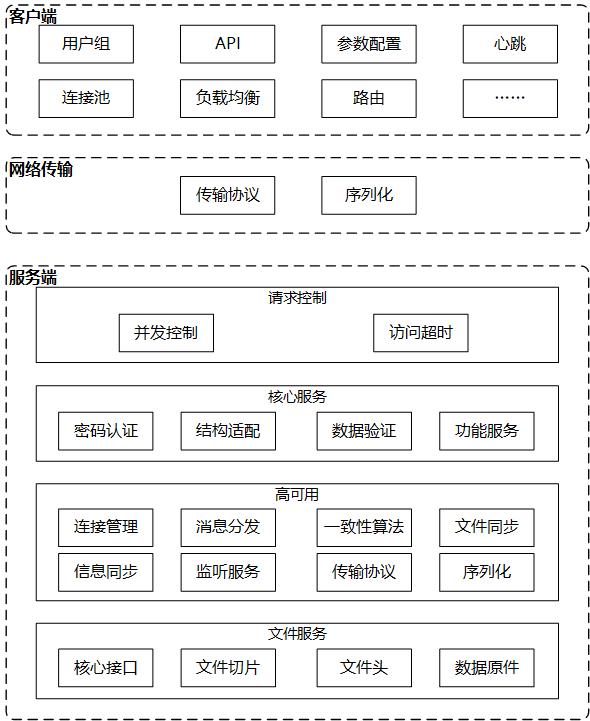 客户端
用户组 API 参数配置 心跳
连接池 负载均衡 路由 ……
网络传输
传输协议 序列化
服务端
请求控制
并发控制 访问超时
核心服务
密码认证 结构适配 数据验证 功能服务
高可用
连接管理 消息分发 一致性算法 文件同步
信息同步 监听服务 传输协议 序列化
文件服务
核心接口 文件切片 文件头 数据原件